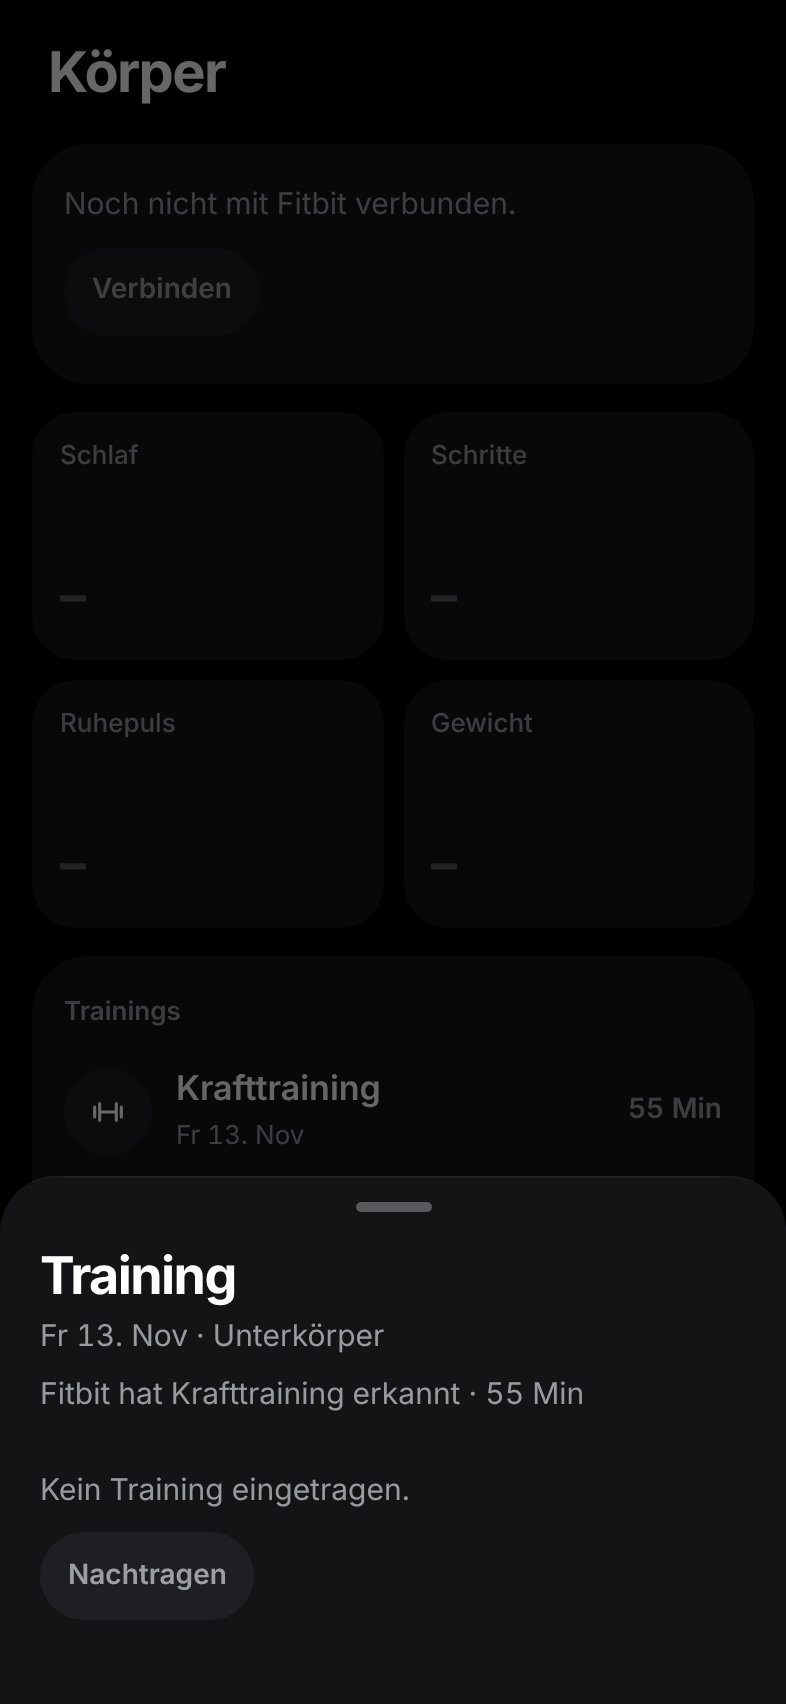 Körper
Noch nicht mit Fitbit verbunden.
Verbinden
Schlaf
Schritte
–
–
Ruhepuls
Gewicht
–
–
Trainings
Krafttraining
Fr 13. Nov
55 Min
Training
Fr 13. Nov · Unterkörper
Fitbit hat Krafttraining erkannt · 55 Min
Kein Training eingetragen.
Nachtragen